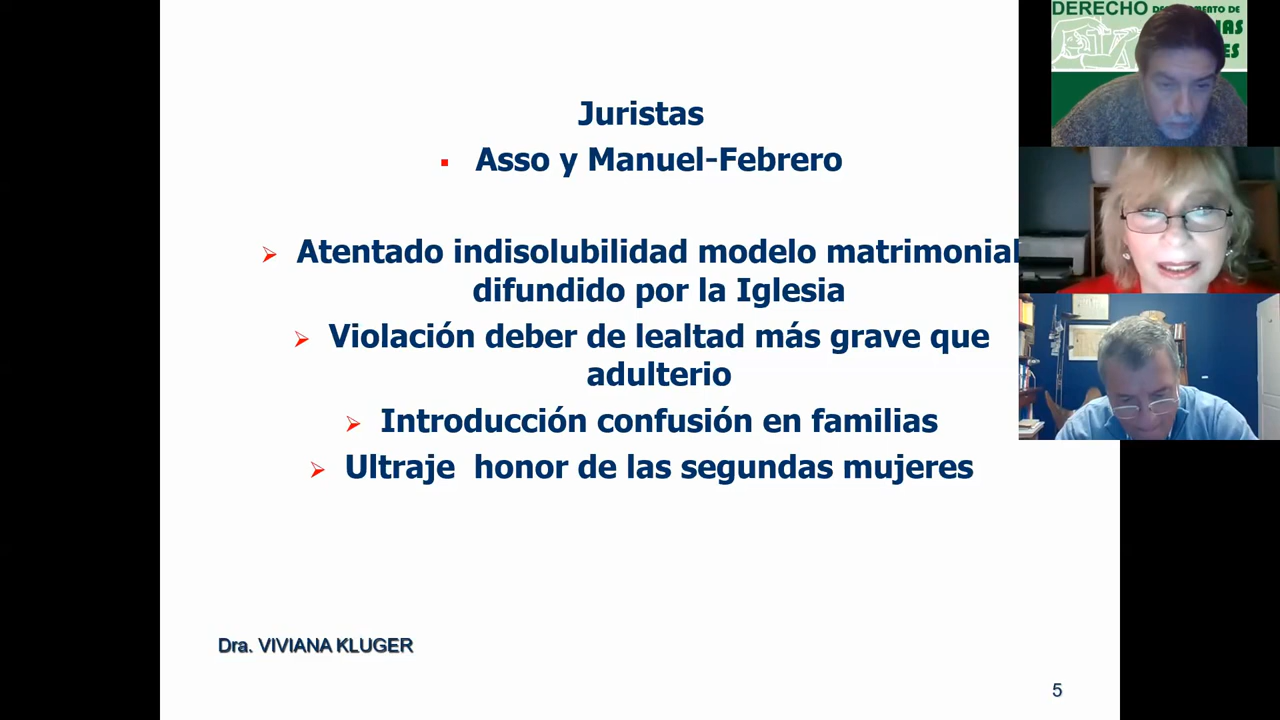 Juristas
Asso y Manuel-Febrero
Atentado indisolubilidad modelo matrimonial
difundido por la Iglesia
Violación deber de lealtad más grave que
adulterio
Introducción confusión en familias
Ultraje honor de las segundas mujeres
Dra. VIVIANA KLUGER
5
DERECHO